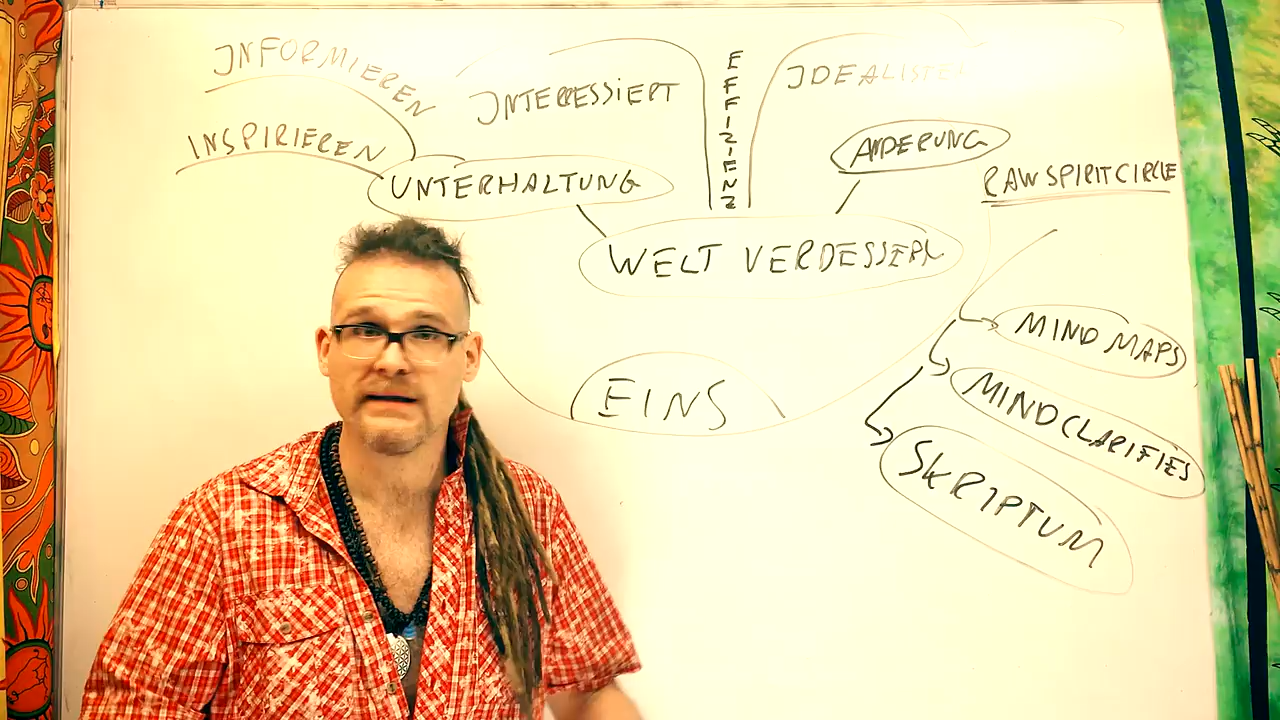 INFORMIEREN
INSPIRIEREN
INTERESSIERT
UNTERHALTUNG
EFFIZIENZ
IDEALISTEN
ÄNDERUNG
RAWSPIRITCIRCLE
WELT VERBESSERN
MIND MAPS
MINDCLARIFIES
EINS
SKRIPTUM